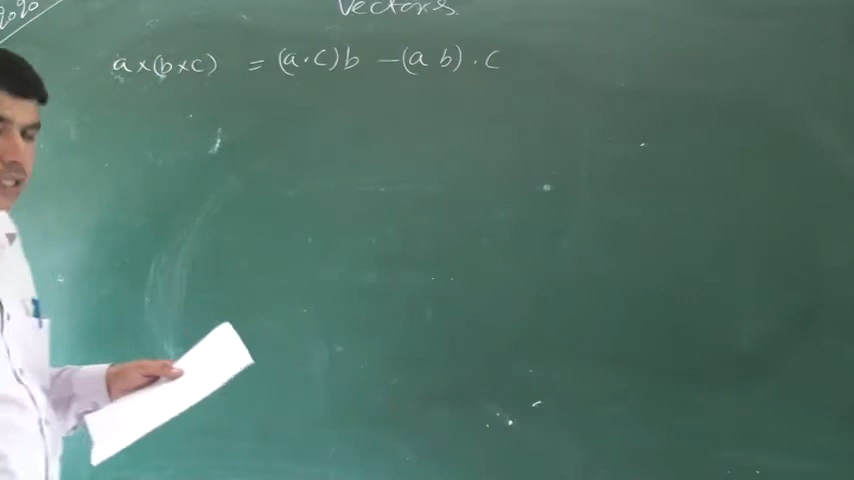 Vectors.
a×(b×c) = (a·c)b −(a b)·c